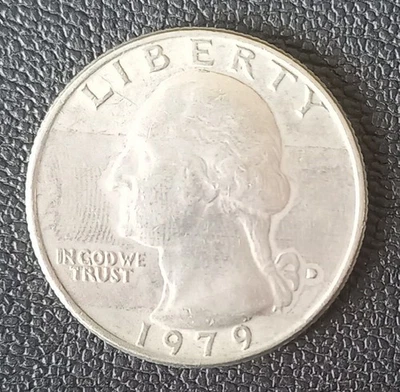 LIBERTY
IN GOD WE
TRUST
D
1979